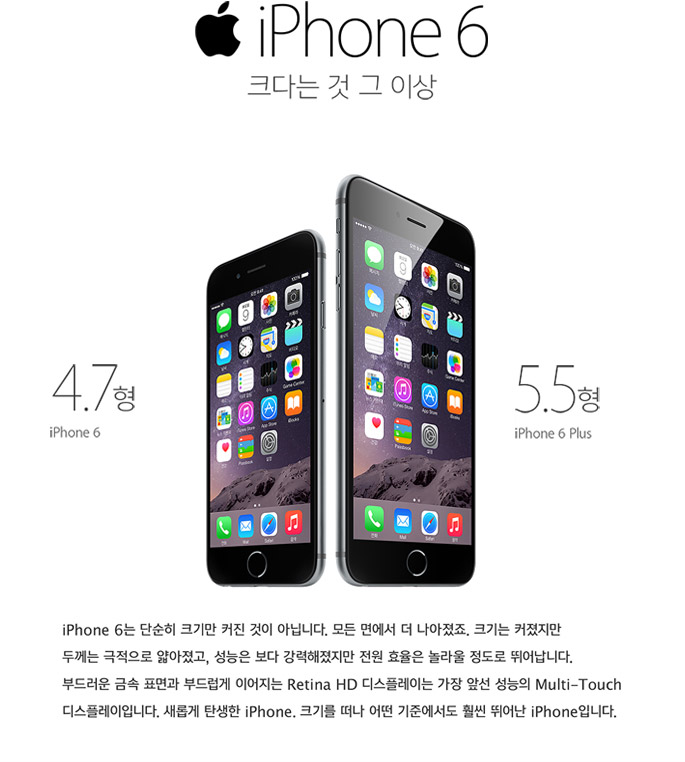 iPhone 6
크다는 것 그 이상
4.7형
iPhone 6
5.5형
iPhone 6 Plus
iPhone 6는 단순히 크기만 커진 것이 아닙니다. 모든 면에서 더 나아졌죠. 크기는 커졌지만
두께는 극적으로 얇아졌고, 성능은 보다 강력해졌지만 전원 효율은 놀라울 정도로 뛰어납니다.
부드러운 금속 표면과 부드럽게 이어지는 Retina HD 디스플레이는 가장 앞선 성능의 Multi-Touch
디스플레이입니다. 새롭게 탄생한 iPhone. 크기를 떠나 어떤 기준에서도 훨씬 뛰어난 iPhone입니다.